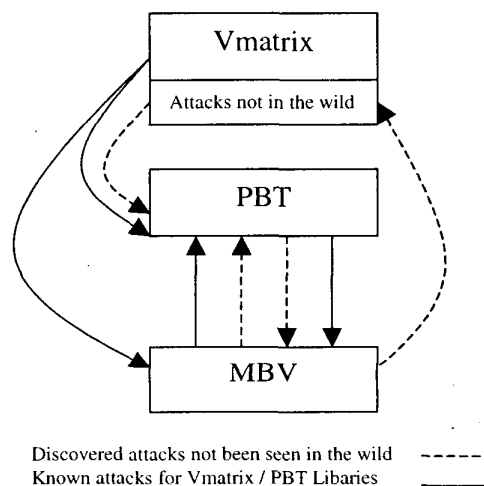 Vmatrix
Attacks not in the wild
PBT
MBV
Discovered attacks not been seen in the wild
Known attacks for Vmatrix / PBT Libaries